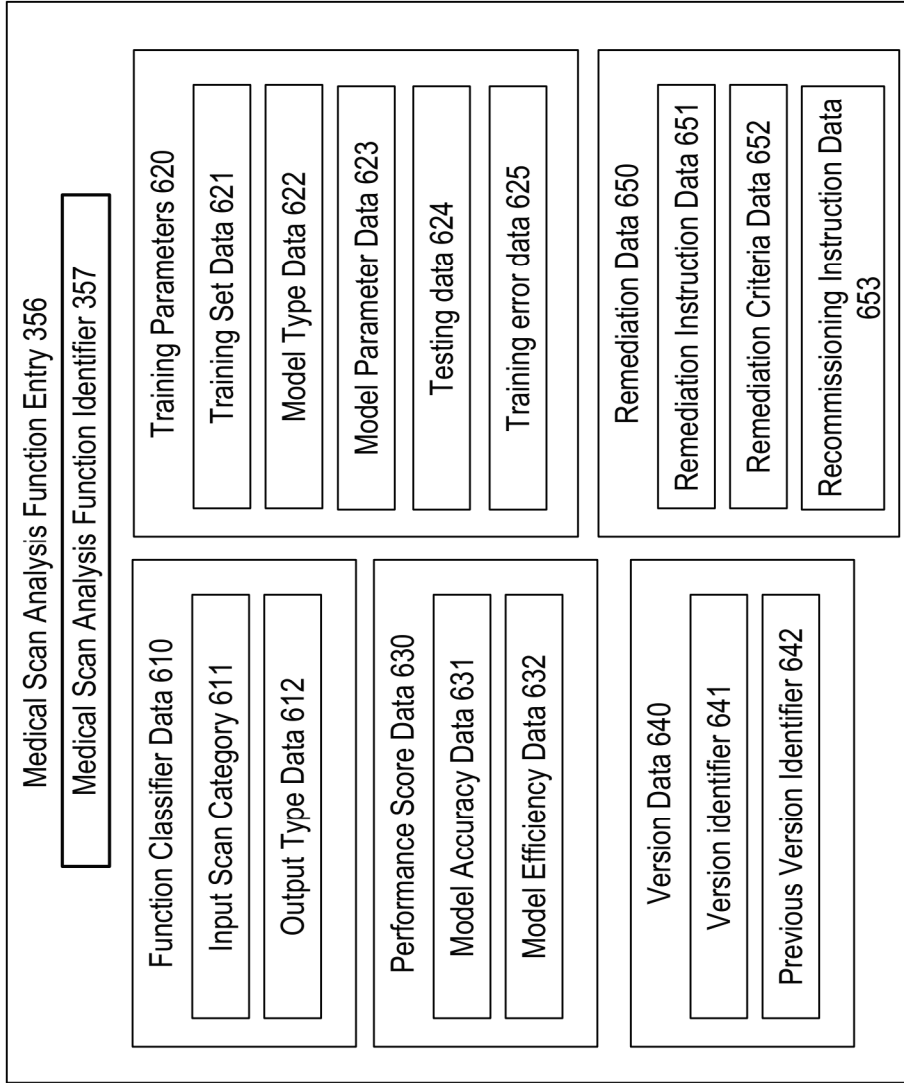 Medical Scan Analysis Function Entry 356
Medical Scan Analysis Function Identifier 357
Function Classifier Data 610
Input Scan Category 611
Output Type Data 612
Performance Score Data 630
Model Accuracy Data 631
Model Efficiency Data 632
Version Data 640
Version identifier 641
Previous Version Identifier 642
Training Parameters 620
Training Set Data 621
Model Type Data 622
Model Parameter Data 623
Testing data 624
Training error data 625
Remediation Data 650
Remediation Instruction Data 651
Remediation Criteria Data 652
Recommissioning Instruction Data
653